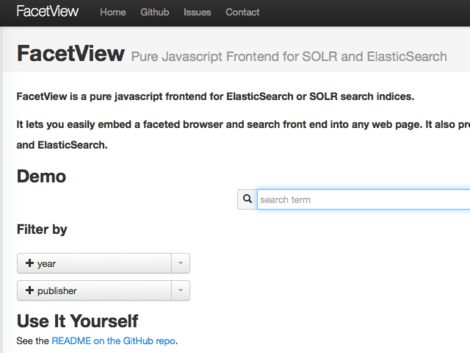 FacetView Home Github Issues Contact
FacetView Pure Javascript Frontend for SOLR and ElasticSearch
FacetView is a pure javascript frontend for ElasticSearch or SOLR search indices.
It lets you easily embed a faceted browser and search front end into any web page. It also
and ElasticSearch.
Demo
search term
Filter by
+ year
+ publisher
Use It Yourself
See the README on the GitHub repo.